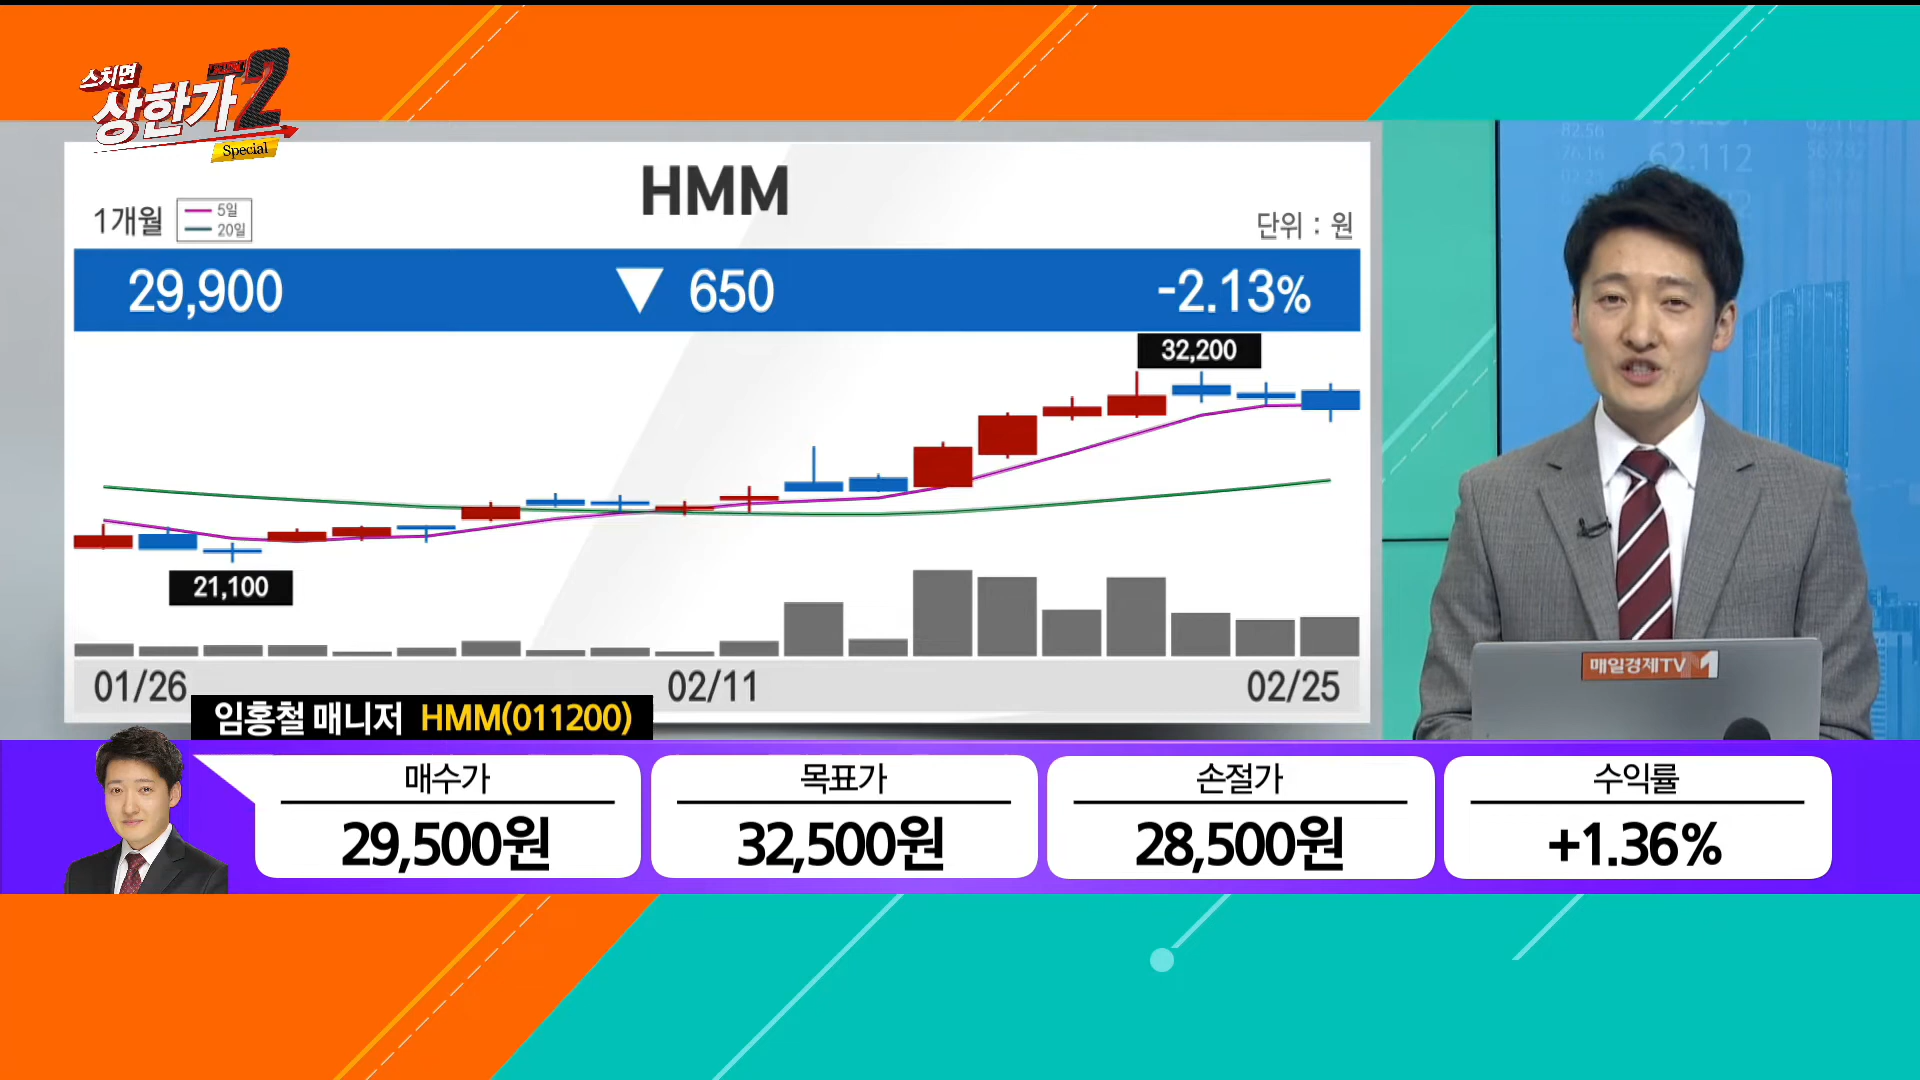 스치면
상한가2
Special
HMM
1개월
5일
20일
단위 : 원
29,900 ▼ 650 -2.13%
32,200
21,100
01/26 02/11 02/25
62.112
매일경제TV M
임홍철 매니저 HMM(011200)
매수가 목표가 손절가 수익률
29,500원 32,500원 28,500원 +1.36%